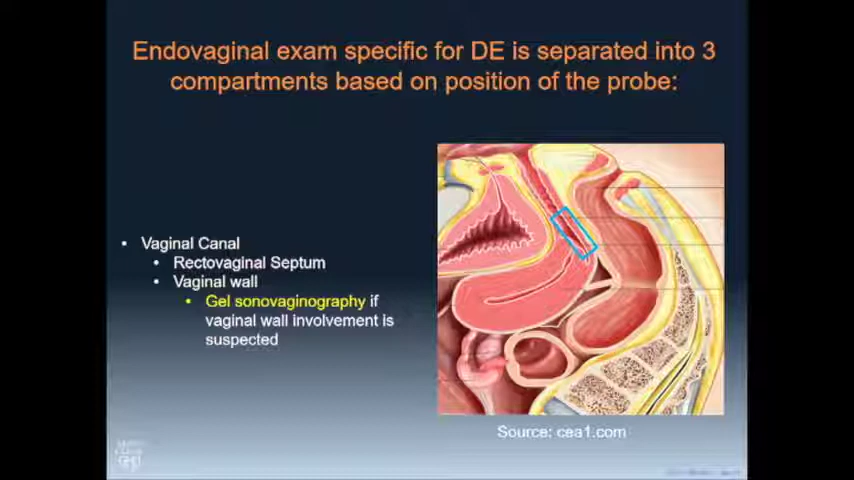 Endovaginal exam specific for DE is separated into 3
compartments based on position of the probe:
• Vaginal Canal
• Rectovaginal Septum
• Vaginal wall
• Gel sonovaginography if
vaginal wall involvement is
suspected
Source: cea1.com